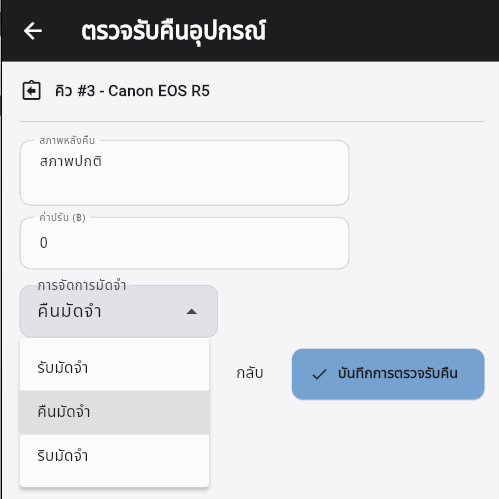 ตรวจรับคืนอุปกรณ์
คิว #3 - Canon EOS R5
สภาพหลังคืน
สภาพปกติ
ค่าปรับ (฿)
0
การจัดการมัดจำ
คืนมัดจำ
รับมัดจำ
คืนมัดจำ
ริบมัดจำ
กลับ
บันทึกการตรวจรับคืน